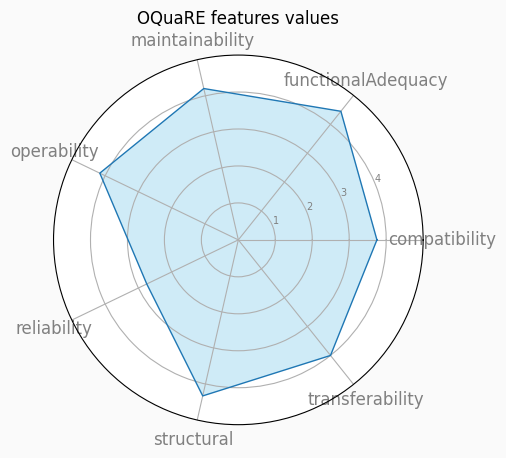 OQuaRE features values
maintainability
functionalAdequacy
operability
4
3
2
1
compatibility
reliability
transferability
structural